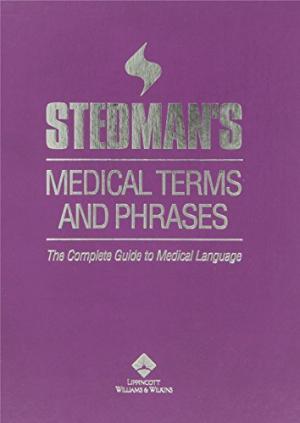 STEDMAN'S
MEDICAL TERMS
AND PHRASES
The Complete Guide to Medical Language
LIPPINCOTT
WILLIAMS & WILKINS